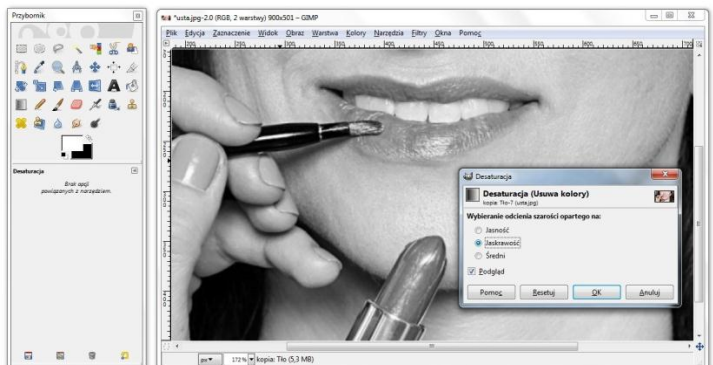 Przybornik
Desaturacja
Brak opcji
powiązanych z narzędziem.
*usta.jpg-2.0 (RGB, 2 warstwy) 900x501 – GIMP
Plik Edycja Zaznaczenie Widok Obraz Warstwa Kolory Narzędzia Filtry Okna Pomoc
Desaturacja
Desaturacja (Usuwa kolory)
kopia: Tło-7 (usta.jpg)
Wybieranie odcienia szarości opartego na:
Jasność
Jaskrawość
Średni
Podgląd
Pomoc Resetuj OK Anuluj
px 172% kopia: Tło (5,3 MB)